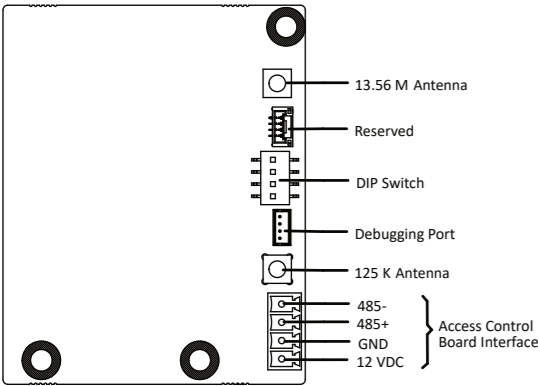 13.56 M Antenna
Reserved
DIP Switch
Debugging Port
125 K Antenna
485-
485+
GND
12 VDC
Access Control
Board Interface